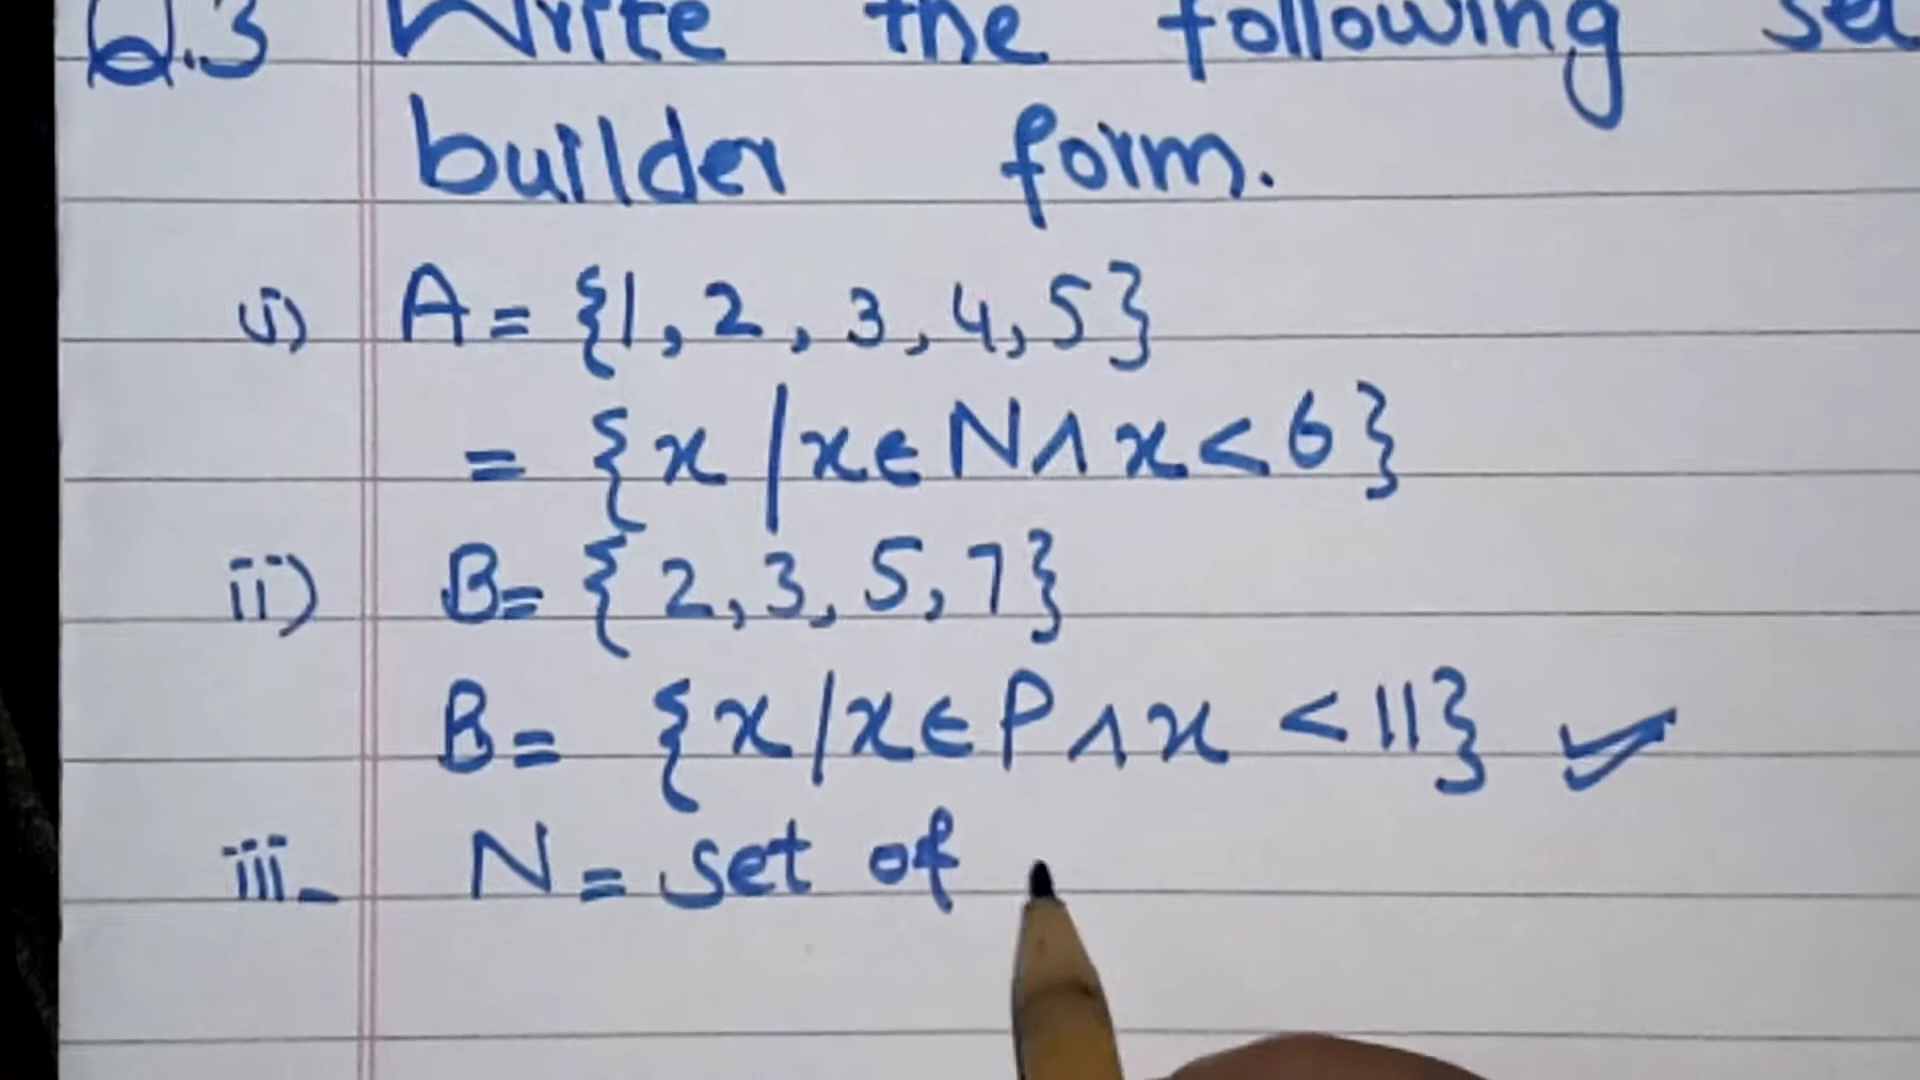 Q.3 Write the following
builder form.
i) A = {1, 2, 3, 4, 5}
= {x / x ∈ N ∧ x < 6}
ii) B = {2, 3, 5, 7}
B = {x / x ∈ P ∧ x < 11} ✓
iii- N = set of